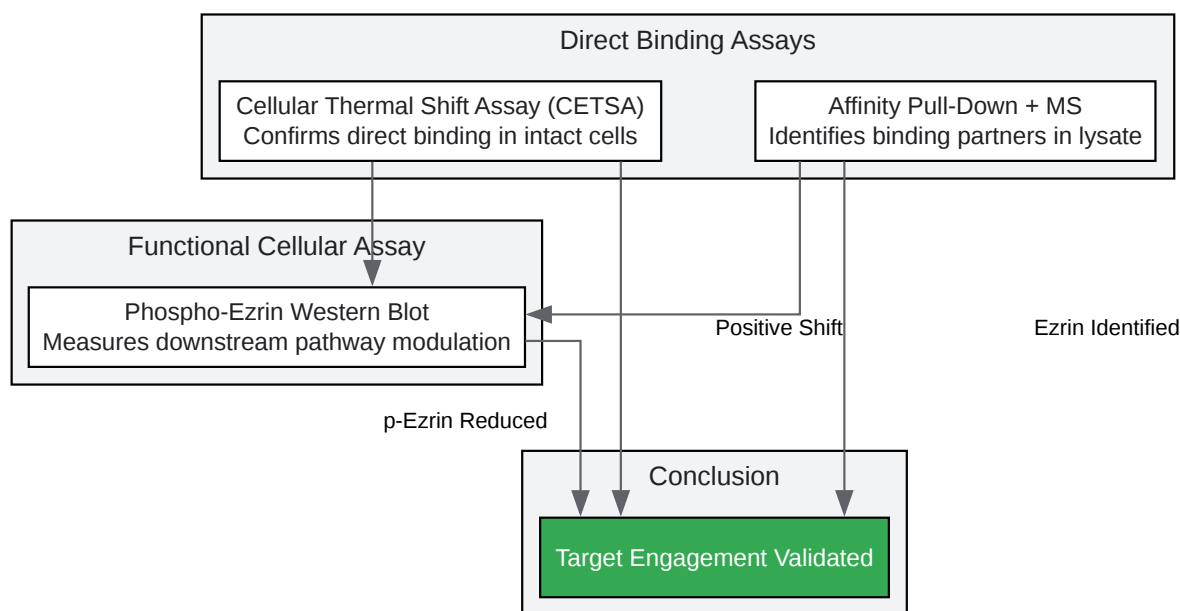 Direct Binding Assays
Cellular Thermal Shift Assay (CETSA)
Confirms direct binding in intact cells
Affinity Pull-Down + MS
Identifies binding partners in lysate
Functional Cellular Assay
Phospho-Ezrin Western Blot
Measures downstream pathway modulation
Positive Shift
Ezrin Identified
p-Ezrin Reduced
Conclusion
Target Engagement Validated